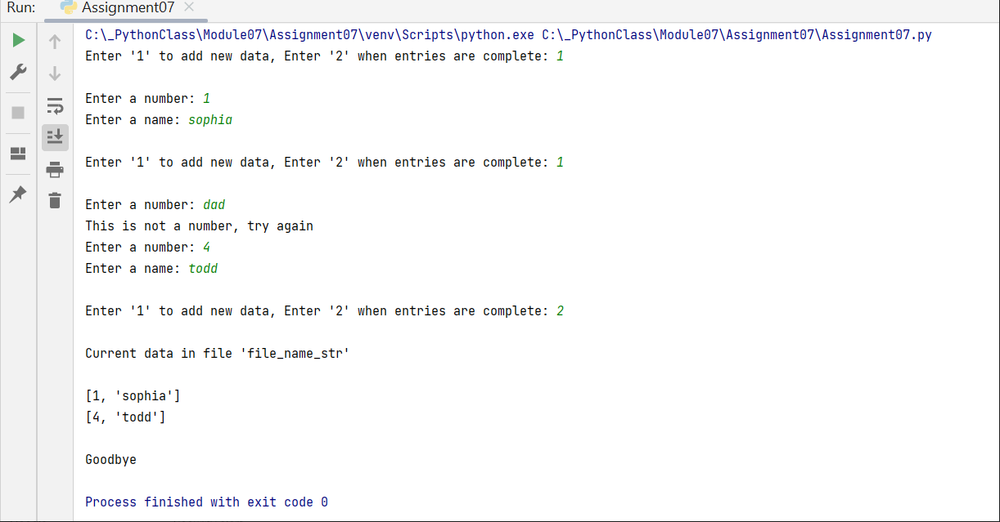 Run: Assignment07
C:\_PythonClass\Module07\Assignment07\venv\Scripts\python.exe C:\_PythonClass\Module07\Assignment07\Assignment07.py
Enter '1' to add new data, Enter '2' when entries are complete: 1
Enter a number: 1
Enter a name: sophia
Enter '1' to add new data, Enter '2' when entries are complete: 1
Enter a number: dad
This is not a number, try again
Enter a number: 4
Enter a name: todd
Enter '1' to add new data, Enter '2' when entries are complete: 2
Current data in file 'file_name_str'
[1, 'sophia']
[4, 'todd']
Goodbye
Process finished with exit code 0